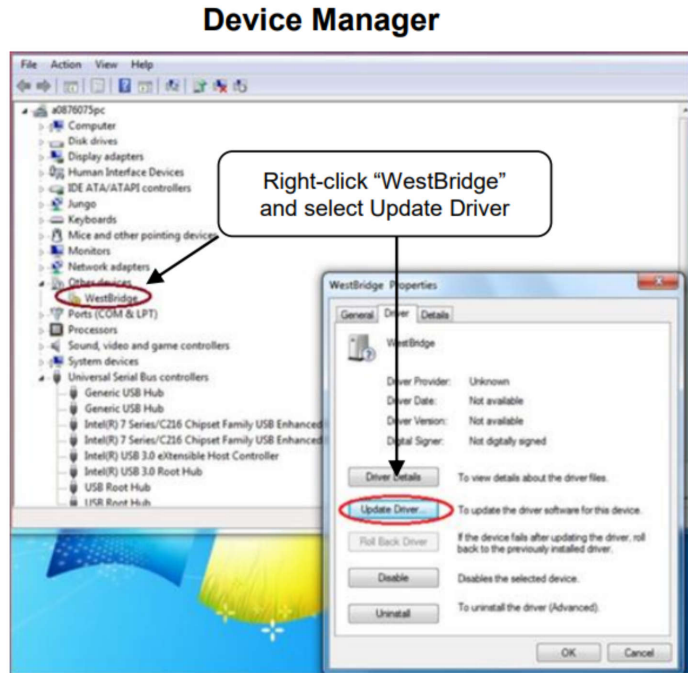 Device Manager
File Action View Help
a0876075pc
Computer
Disk drives
Display adapters
Human Interface Devices
IDE ATA/ATAPI controllers
Jungo
Keyboards
Mice and other pointing devices
Monitors
Network adapters
Other devices
WestBridge
Ports (COM & LPT)
Processors
Sound, video and game controllers
System devices
Universal Serial Bus controllers
Generic USB Hub
Generic USB Hub
Intel(R) 7 Series/C216 Chipset Family USB Enhanced
Intel(R) 7 Series/C216 Chipset Family USB Enhanced
Intel(R) USB 3.0 eXtensible Host Controller
Intel(R) USB 3.0 Root Hub
USB Root Hub
USB Root Hub
Right-click “WestBridge”
and select Update Driver
WestBridge Properties
General Driver Details
WestBridge
Driver Provider: Unknown
Driver Date: Not available
Driver Version: Not available
Digital Signer: Not digitally signed
Driver Details To view details about the driver files.
Update Driver... To update the driver software for this device.
Roll Back Driver If the device fails after updating the driver, roll
back to the previously installed driver.
Disable Disables the selected device.
Uninstall To uninstall the driver (Advanced).
OK Cancel